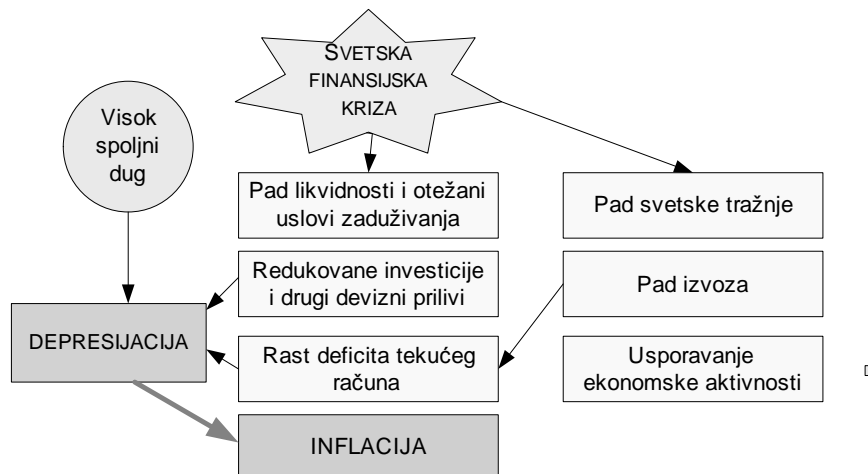 SVETSKA
FINANSIJSKA
KRIZA
Visok
spoljni
dug
Pad likvidnosti i otežani
uslovi zaduživanja
Pad svetske tražnje
Redukovane investicije
i drugi devizni prilivi
Pad izvoza
DEPRESIJACIJA
Rast deficita tekućeg
računa
Usporavanje
ekonomske aktivnosti
INFLACIJA